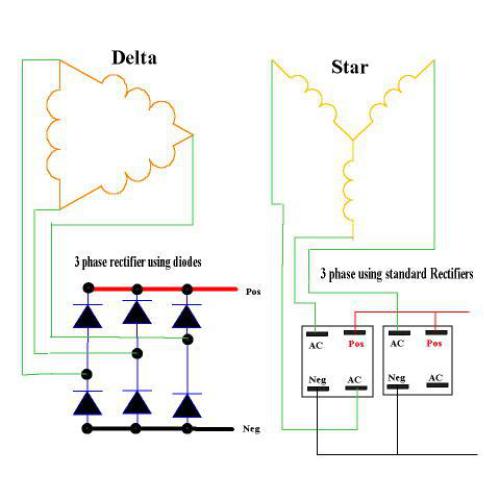 Delta
Star
3 phase rectifier using diodes
Pos
Neg
3 phase using standard Rectifiers
AC Pos AC Pos
Neg AC Neg AC